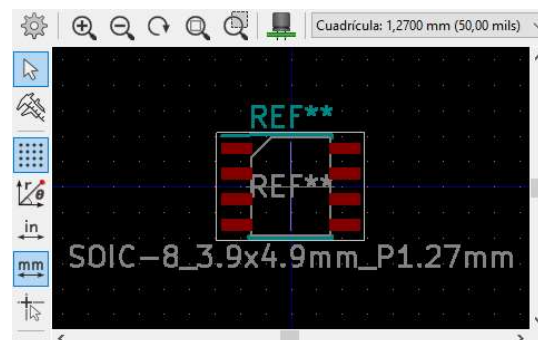 Cuadrícula: 1,2700 mm (50,00 mils)
REF**
REF**
SOIC-8_3.9x4.9mm_P1.27mm
r
θ
in
mm